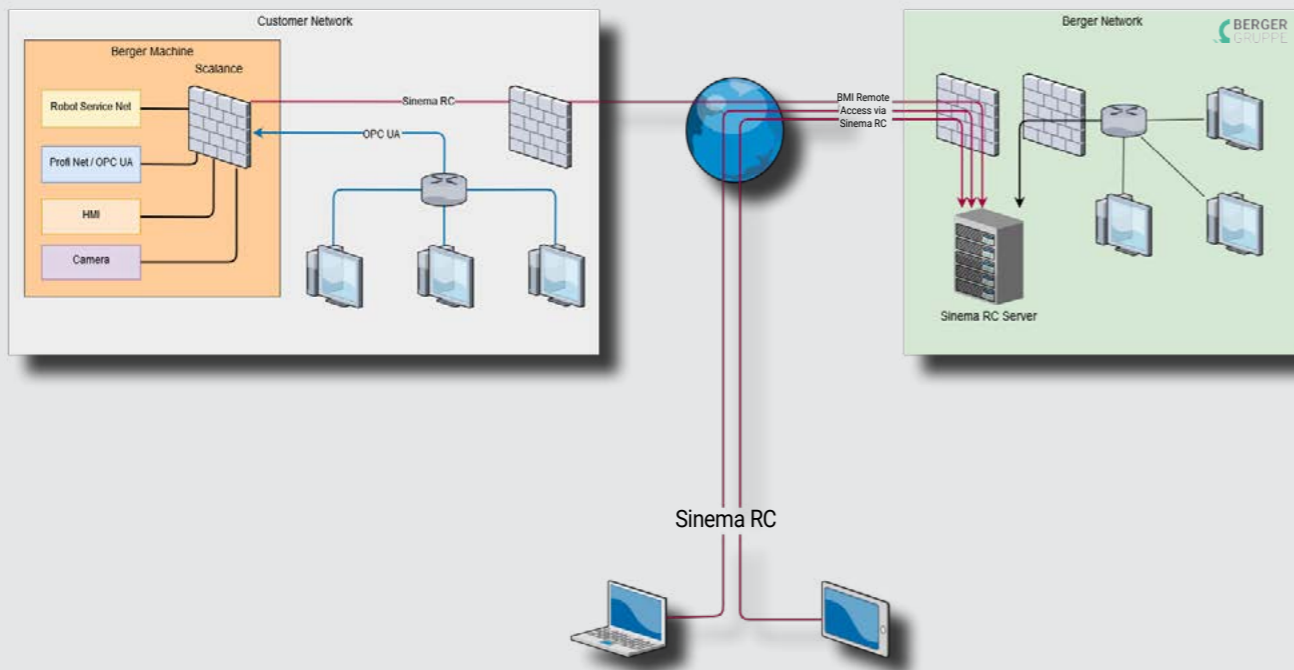 Customer Network
Berger Machine
Scalance
Robot Service Net
Profi Net / OPC UA
HMI
Camera
Sinema RC
OPC UA
BMI Remote
Access via
Sinema RC
Berger Network
BERGER
GRUPPE
Sinema RC Server
Sinema RC